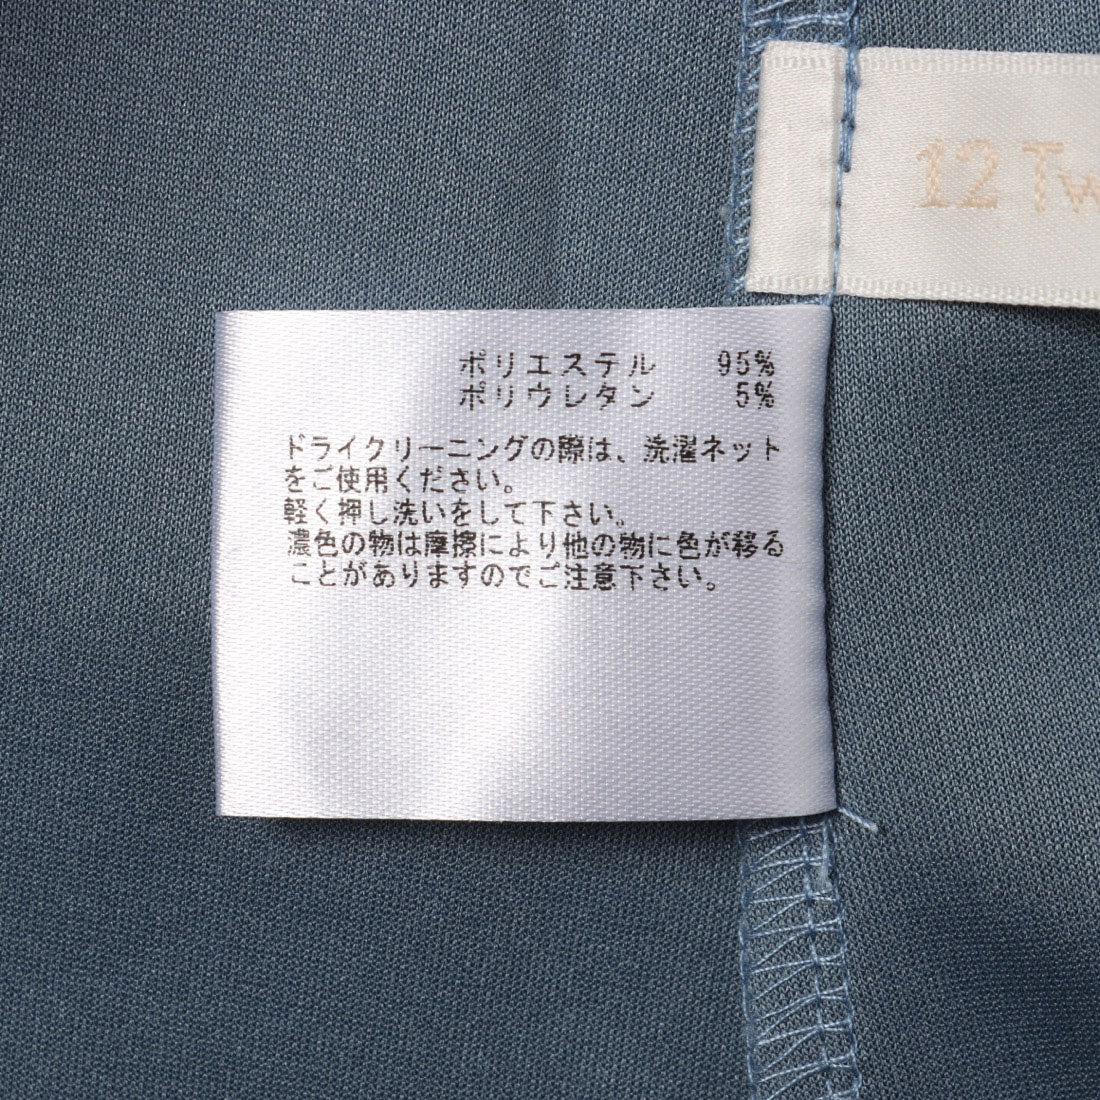 12 Tw
ポリエステル 95%
ポリウレタン 5%
ドライクリーニングの際は、洗濯ネット
をご使用ください。
軽く押し洗いをして下さい。
濃色の物は摩擦により他の物に色が移る
ことがありますのでご注意下さい。